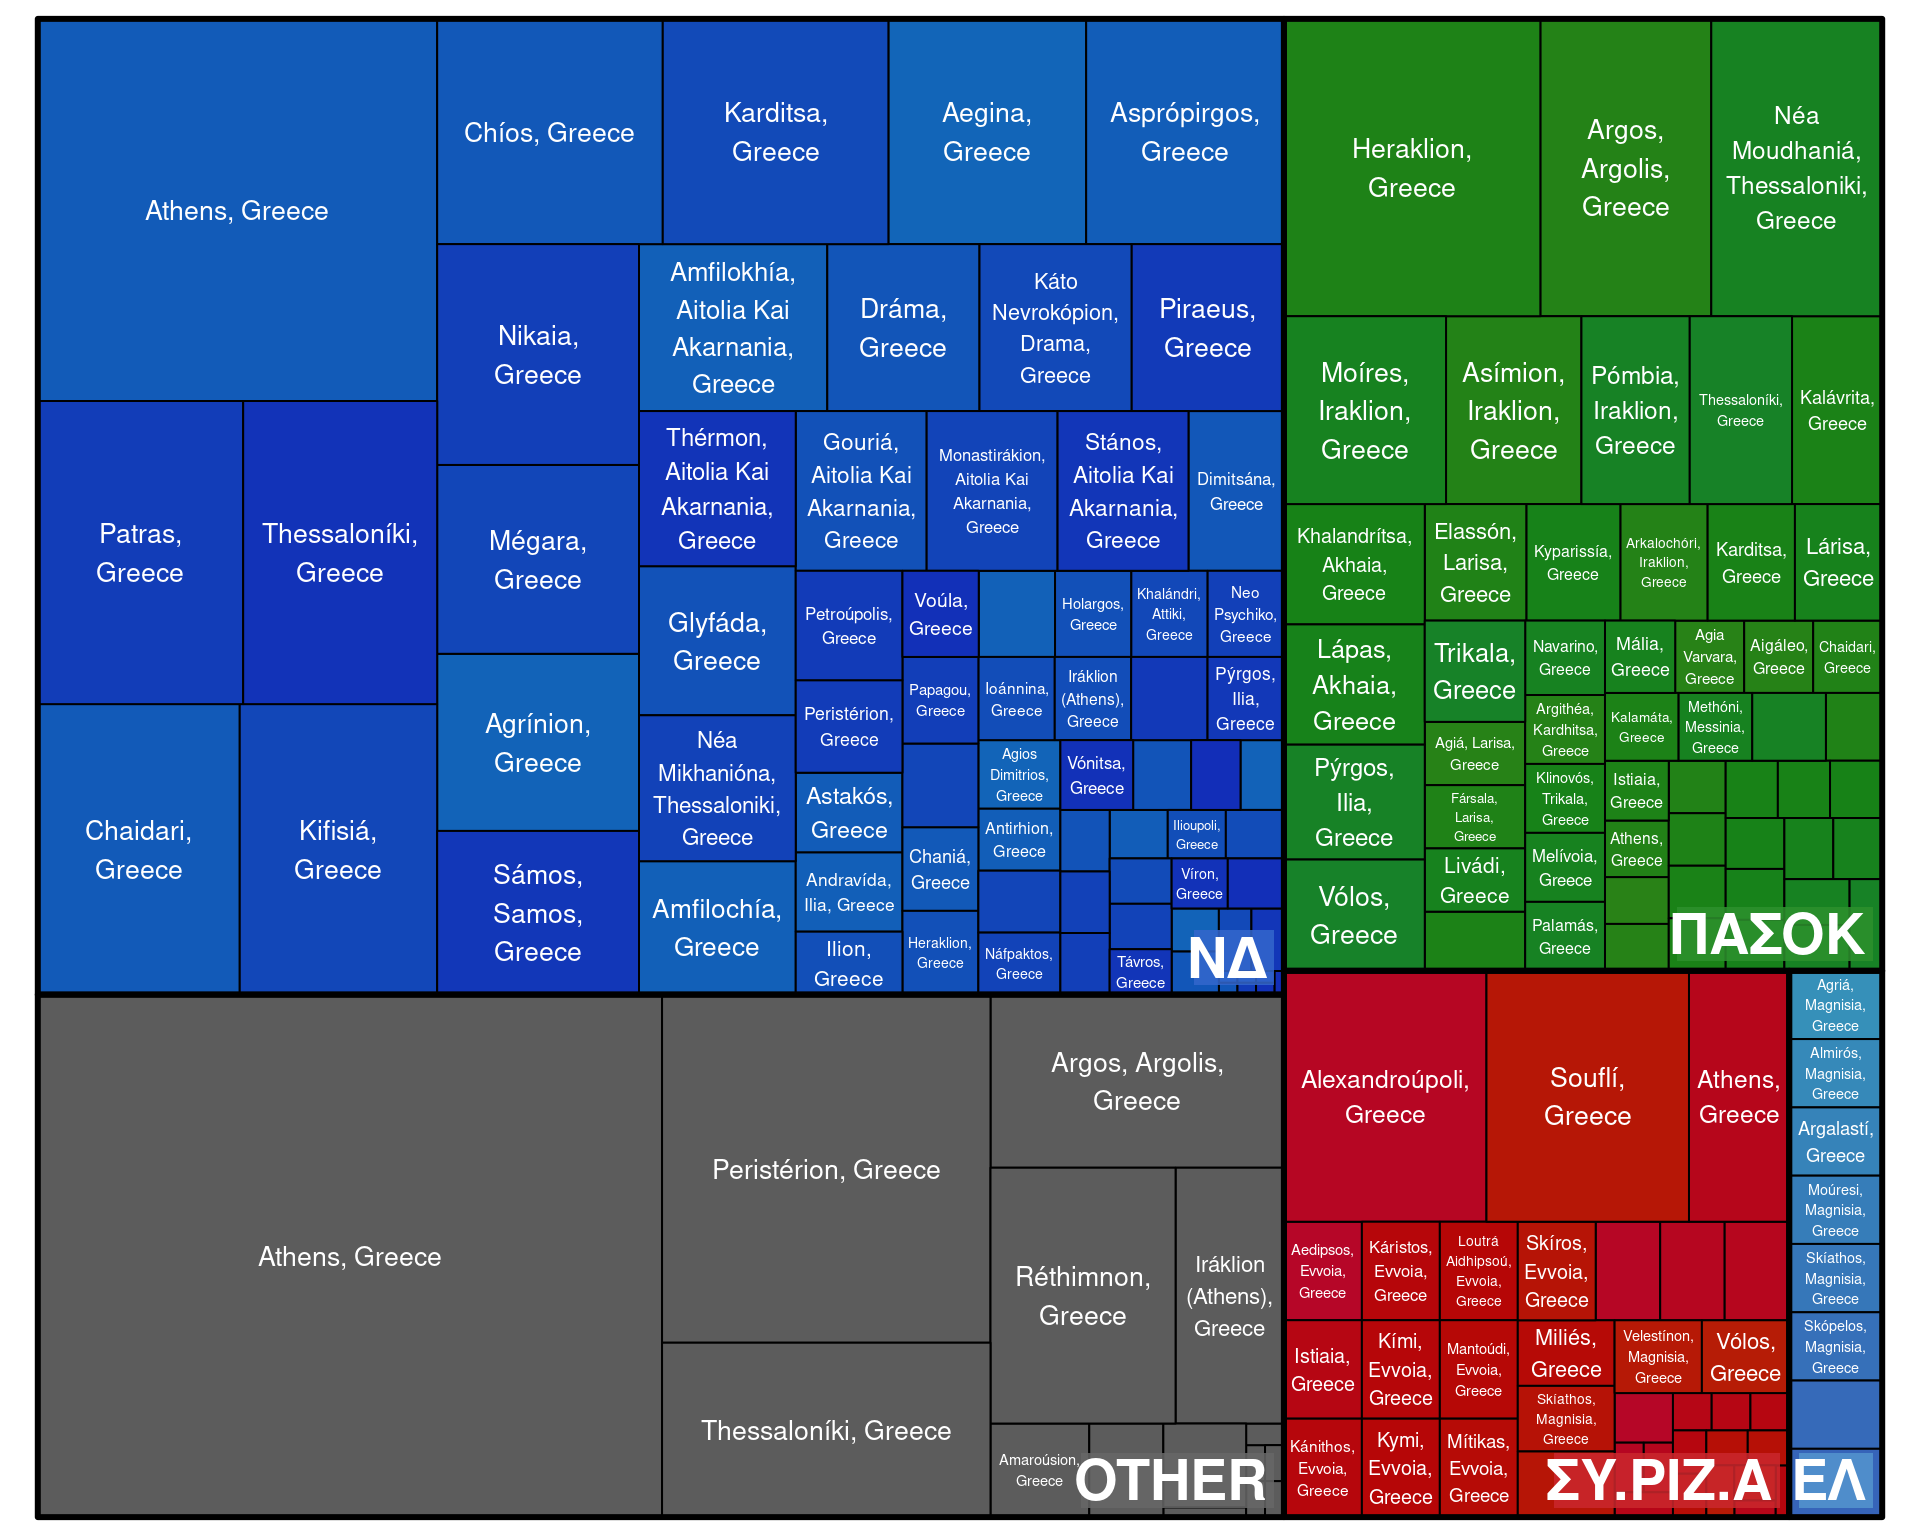 Athens, Greece
Chíos, Greece
Karditsa,
Greece
Aegina,
Greece
Asprópirgos,
Greece
Nikaia,
Greece
Amfilokhía,
Aitolia Kai
Akarnania,
Greece
Dráma,
Greece
Káto
Nevrokópion,
Drama,
Greece
Piraeus,
Greece
Patras,
Greece
Thessaloníki,
Greece
Mégara,
Greece
Thérmon,
Aitolia Kai
Akarnania,
Greece
Gouriá,
Aitolia Kai
Akarnania,
Greece
Monastirákion,
Aitolia Kai
Akarnania,
Greece
Stános,
Aitolia Kai
Akarnania,
Greece
Dimitsána,
Greece
Glyfáda,
Greece
Petroúpolis,
Greece
Voúla,
Greece
Holargos,
Greece
Khalándri,
Attiki,
Greece
Neo
Psychiko,
Greece
Agrínion,
Greece
Peristérion,
Greece
Papagou,
Greece
Ioánnina,
Greece
Iráklion
(Athens),
Greece
Pýrgos,
Ilia,
Greece
Chaidari,
Greece
Kifisiá,
Greece
Néa
Mikhanióna,
Thessaloniki,
Greece
Astakós,
Greece
Agios
Dimitrios,
Greece
Vónitsa,
Greece
Sámos,
Samos,
Greece
Amfilochía,
Greece
Andravída,
Ilia, Greece
Chaniá,
Greece
Antirhion,
Greece
Ilioupoli,
Greece
Víron,
Greece
Ilion,
Greece
Heraklion,
Greece
Náfpaktos,
Greece
Távros,
Greece
ΝΔ
Heraklion,
Greece
Argos,
Argolis,
Greece
Néa
Moudhaniá,
Thessaloniki,
Greece
Moíres,
Iraklion,
Greece
Asímion,
Iraklion,
Greece
Pómbia,
Iraklion,
Greece
Thessaloníki,
Greece
Kalávrita,
Greece
Khalandrítsa,
Akhaia,
Greece
Elassón,
Larisa,
Greece
Kyparissía,
Greece
Arkalochóri,
Iraklion,
Greece
Karditsa,
Greece
Lárisa,
Greece
Lápas,
Akhaia,
Greece
Trikala,
Greece
Navarino,
Greece
Mália,
Greece
Agia
Varvara,
Greece
Aigáleo,
Greece
Chaidari,
Greece
Agiá, Larisa,
Greece
Argithéa,
Kardhitsa,
Greece
Kalamáta,
Greece
Methóni,
Messinia,
Greece
Pýrgos,
Ilia,
Greece
Fársala,
Larisa,
Greece
Klinovós,
Trikala,
Greece
Istiaia,
Greece
Athens,
Greece
Vólos,
Greece
Livádi,
Greece
Melívoia,
Greece
Palamás,
Greece
ΠΑΣΟΚ
Athens, Greece
Peristérion, Greece
Thessaloníki, Greece
Argos, Argolis,
Greece
Réthimnon,
Greece
Iráklion
(Athens),
Greece
Amaroúsion,
Greece
OTHER
Alexandroúpoli,
Greece
Souflí,
Greece
Athens,
Greece
Aedipsos,
Evvoia,
Greece
Káristos,
Evvoia,
Greece
Loutrá
Aidhipsoú,
Evvoia,
Greece
Skíros,
Evvoia,
Greece
Istiaia,
Greece
Kími,
Evvoia,
Greece
Mantoúdi,
Evvoia,
Greece
Miliés,
Greece
Velestínon,
Magnisia,
Greece
Vólos,
Greece
Skíathos,
Magnisia,
Greece
Kánithos,
Evvoia,
Greece
Kymi,
Evvoia,
Greece
Mítikas,
Evvoia,
Greece
ΣΥ.ΡΙΖ.Α
Agriá,
Magnisia,
Greece
Almirós,
Magnisia,
Greece
Argalastí,
Greece
Moúresi,
Magnisia,
Greece
Skíathos,
Magnisia,
Greece
Skópelos,
Magnisia,
Greece
ΕΛ